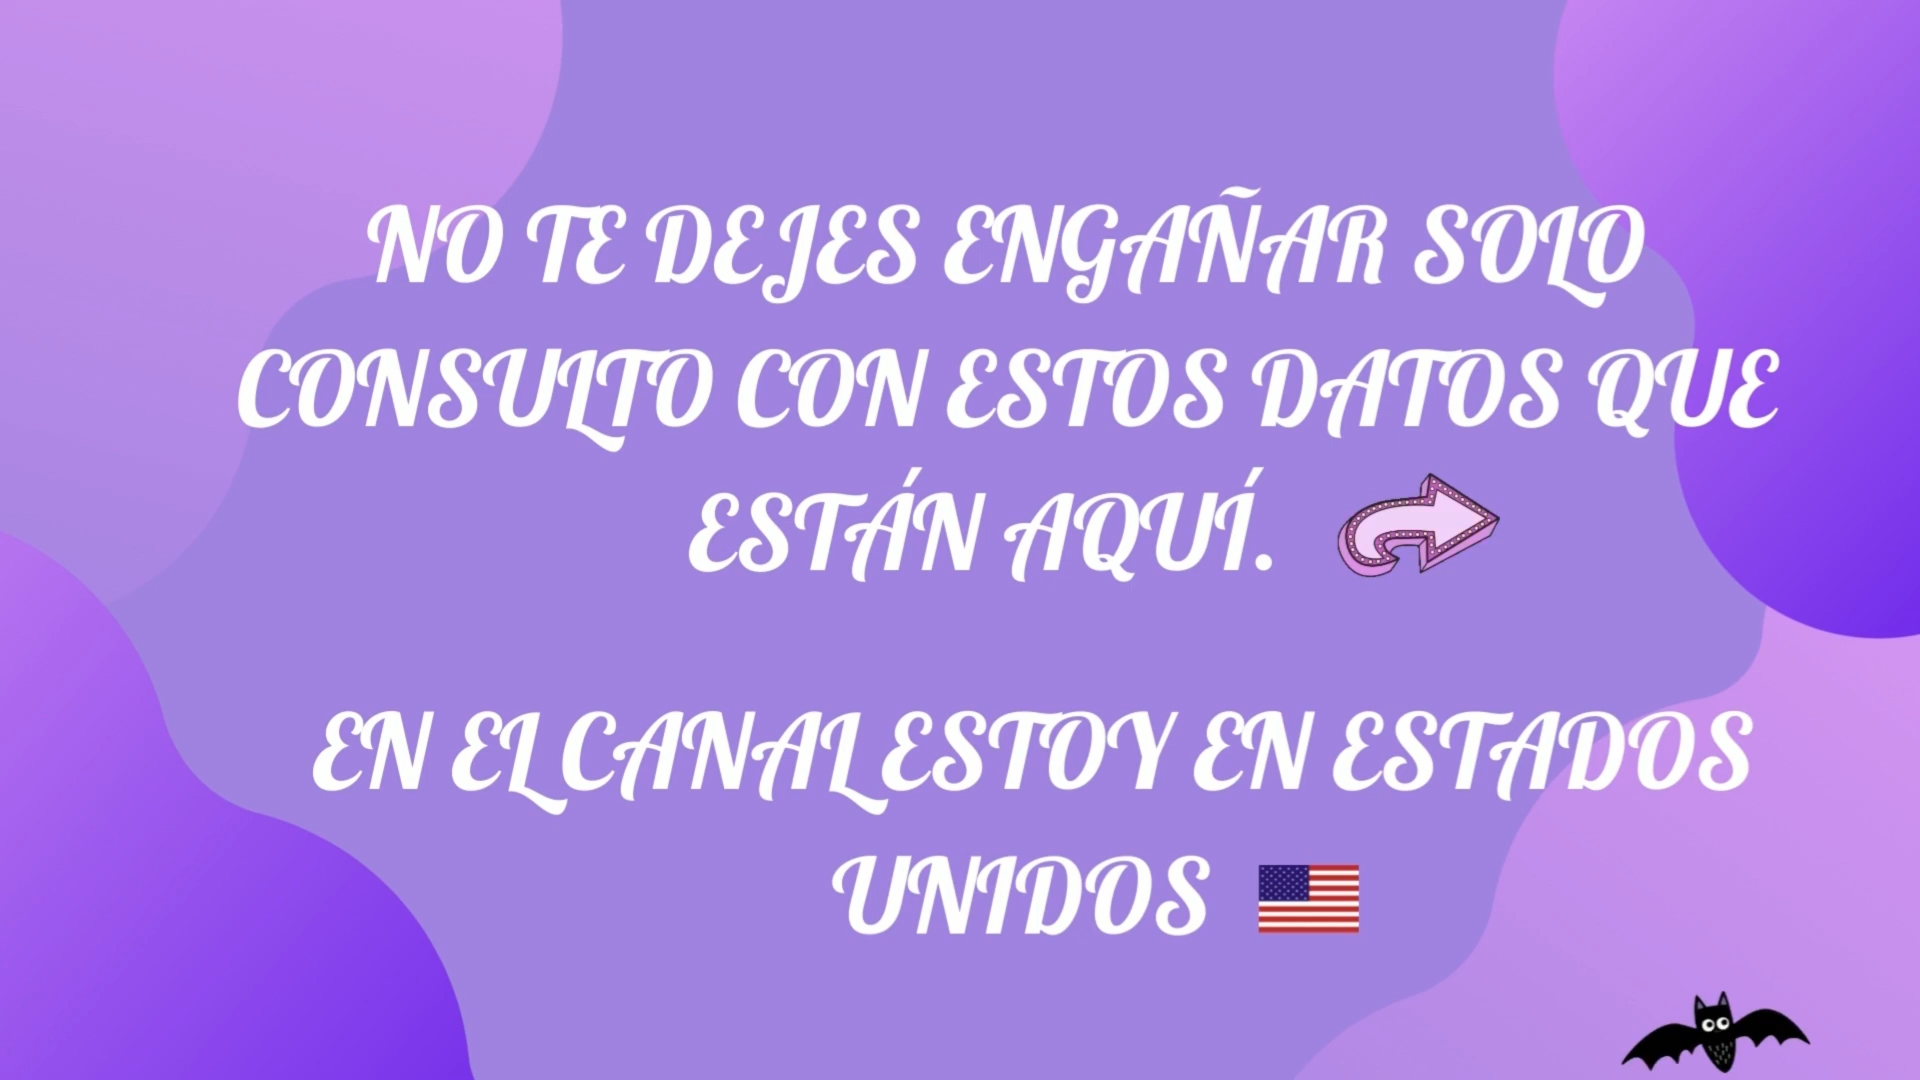 NO TE DEJES ENGAÑAR SOLO
CONSULTO CON ESTOS DATOS QUE
ESTÁN AQUÍ.
EN EL CANAL ESTOY EN ESTADOS
UNIDOS